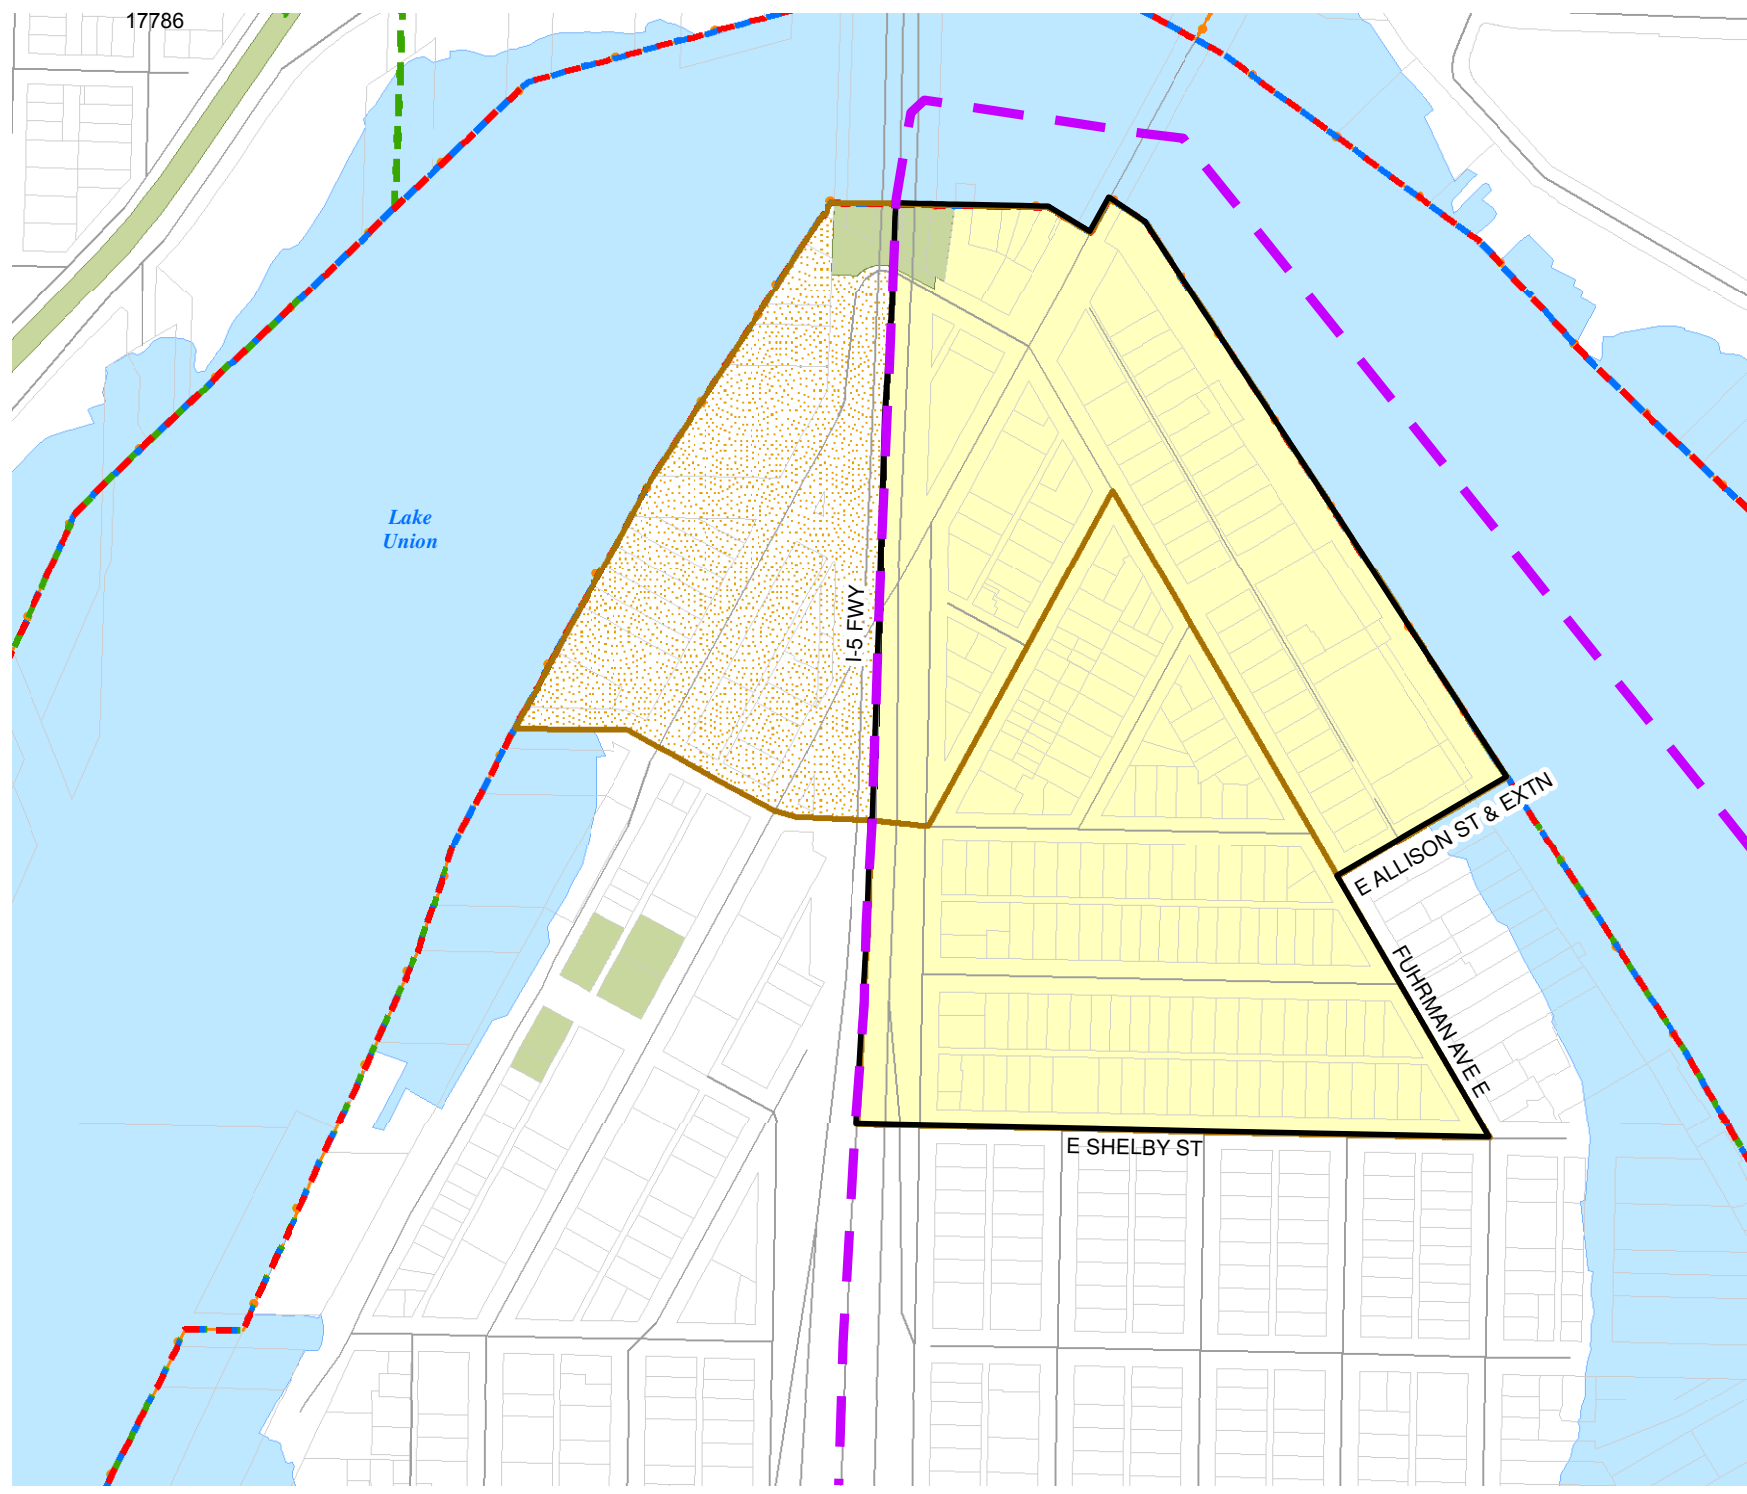 17786
Lake
Union
I-5 FWY
E ALLISON ST & EXTN
FUHRMAN AVE E
E SHELBY ST